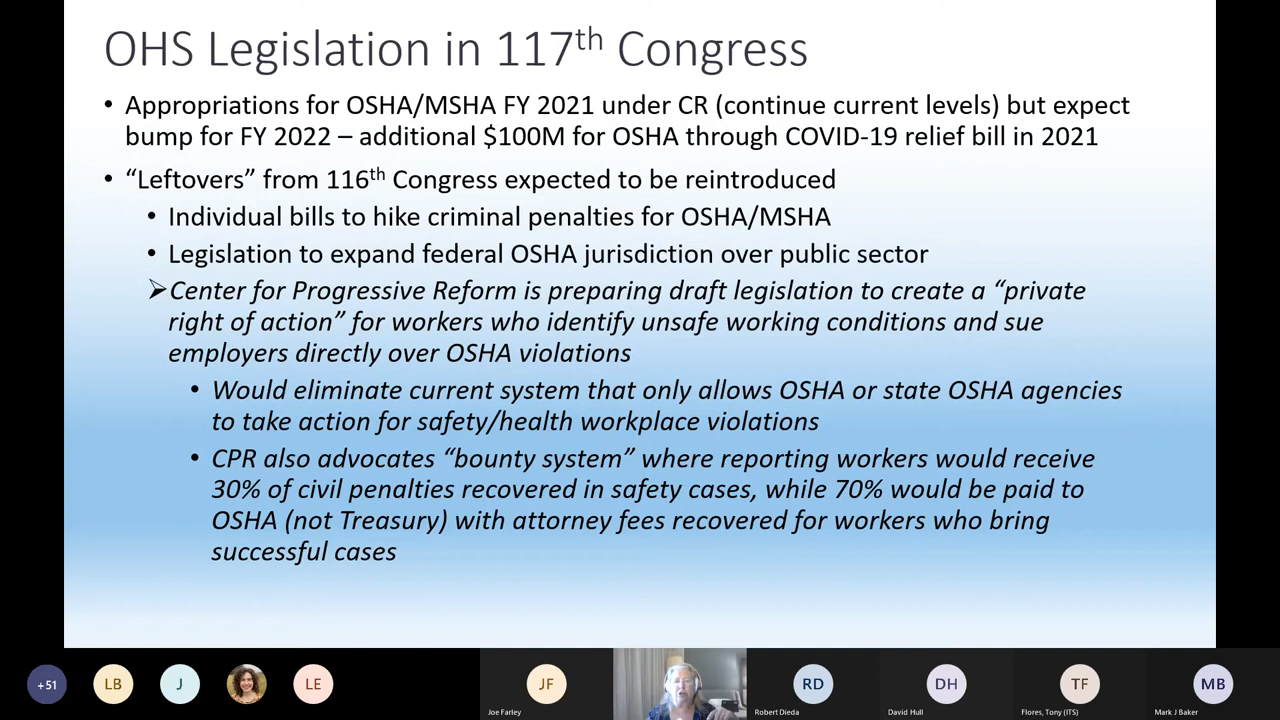 OHS Legislation in 117th Congress
• Appropriations for OSHA/MSHA FY 2021 under CR (continue current levels) but expect
bump for FY 2022 – additional $100M for OSHA through COVID-19 relief bill in 2021
• “Leftovers” from 116th Congress expected to be reintroduced
• Individual bills to hike criminal penalties for OSHA/MSHA
• Legislation to expand federal OSHA jurisdiction over public sector
➢ Center for Progressive Reform is preparing draft legislation to create a “private
right of action” for workers who identify unsafe working conditions and sue
employers directly over OSHA violations
• Would eliminate current system that only allows OSHA or state OSHA agencies
to take action for safety/health workplace violations
• CPR also advocates “bounty system” where reporting workers would receive
30% of civil penalties recovered in safety cases, while 70% would be paid to
OSHA (not Treasury) with attorney fees recovered for workers who bring
successful cases
+51 LB J LE JF RD DH TF MB
Joe Farley Robert Dieda David Hull Flores, Tony (ITS) Mark J Baker